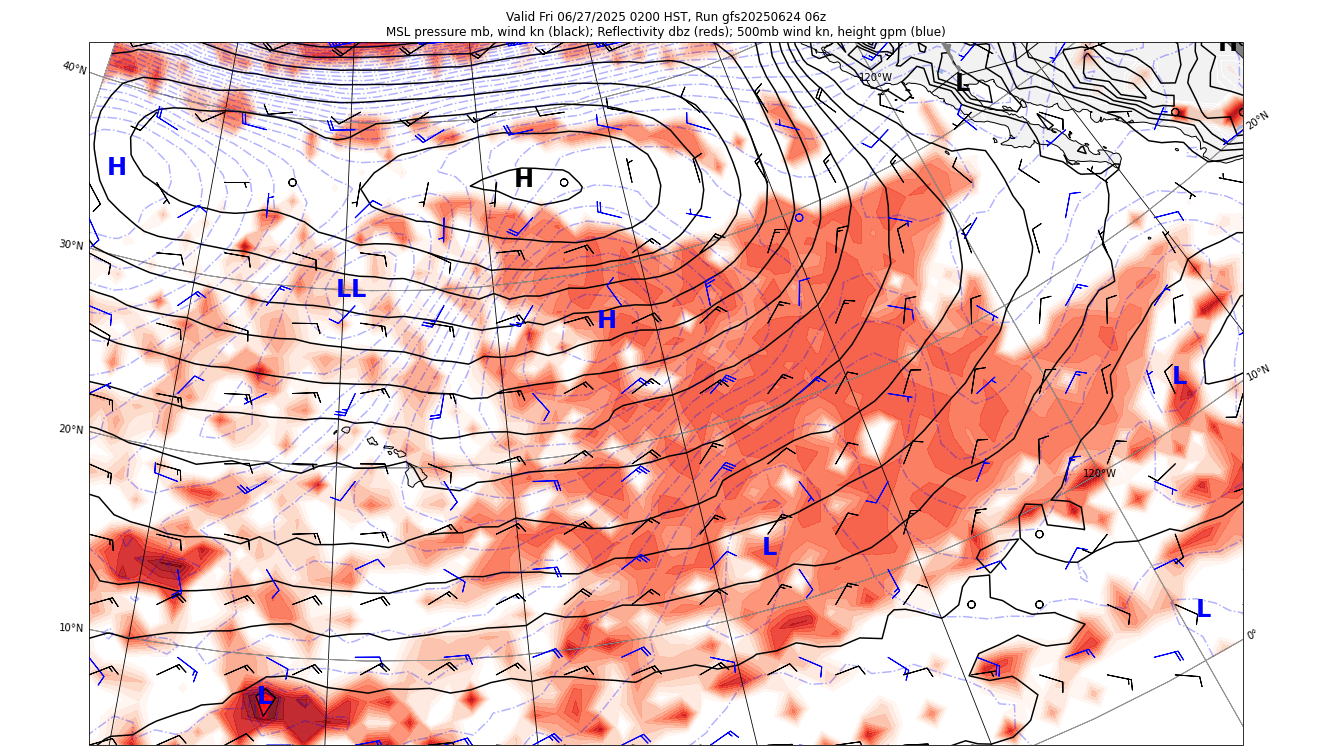 Valid Fri 06/27/2025 0200 HST, Run gfs20250624 06z
MSL pressure mb, wind kn (black); Reflectivity dbz (reds); 500mb wind kn, height gpm (blue)
H
40°N
120°W
L
20°N
H
H
30°N
LL
H
10°N
L
20°N
120°W
L
L
10°N
0°
L